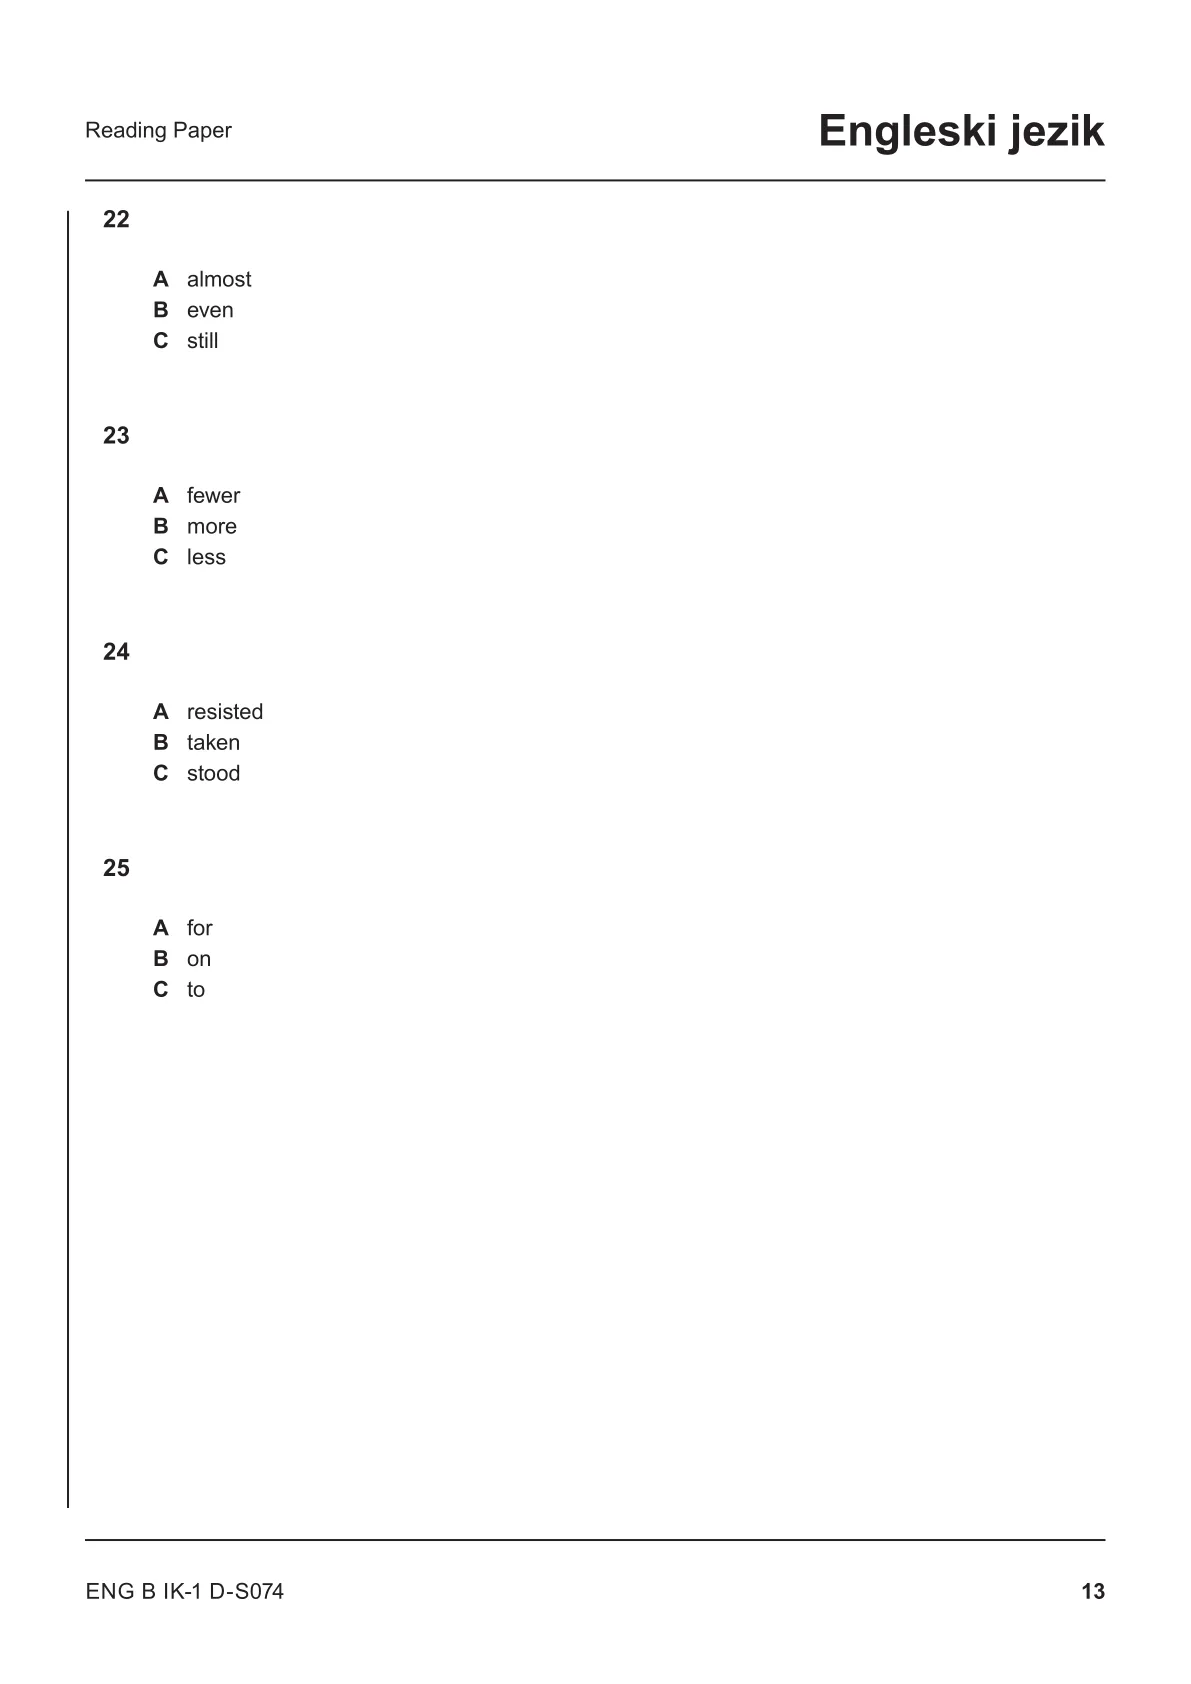 Reading Paper
Engleski jezik
22
A almost
B even
C still
23
A fewer
B more
C less
24
A resisted
B taken
C stood
25
A for
B on
C to
ENG B IK-1 D-S074
13